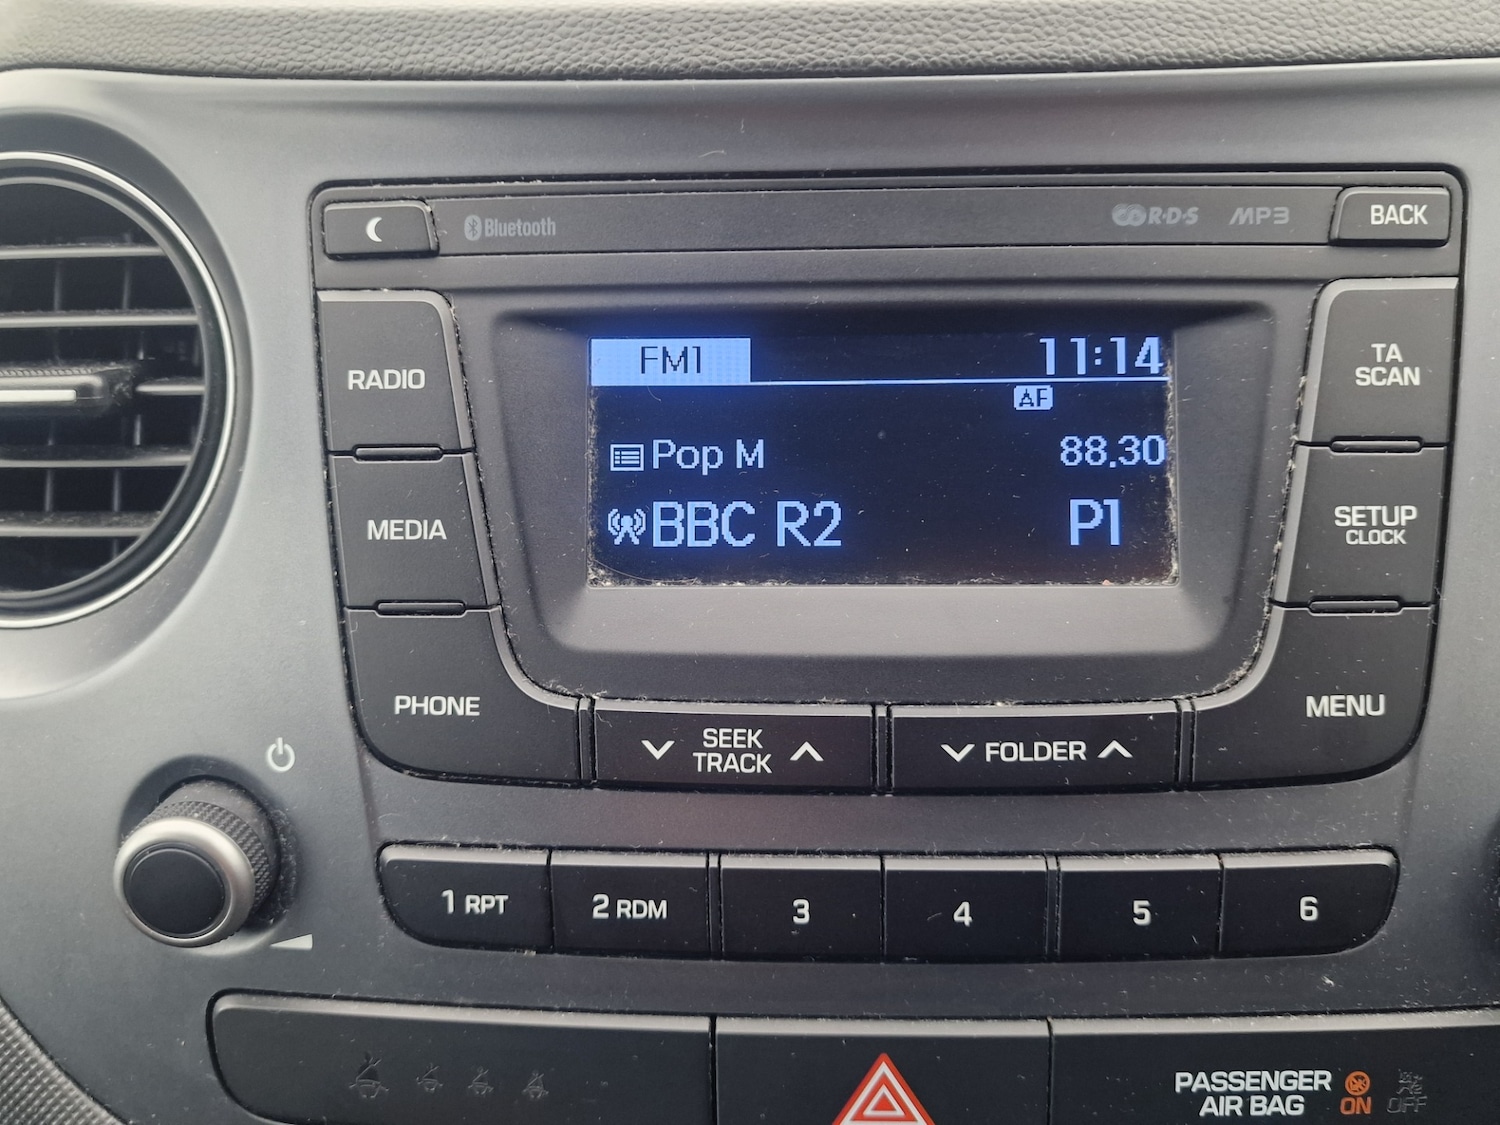 Bluetooth
R·D·S MP3
BACK
FM1 11:14
AF
Pop M 88.30
BBC R2 P1
RADIO
MEDIA
PHONE
TA
SCAN
SETUP
CLOCK
MENU
SEEK
TRACK
FOLDER
1 RPT
2 RDM
3
4
5
6
PASSENGER
AIR BAG
ON
OFF